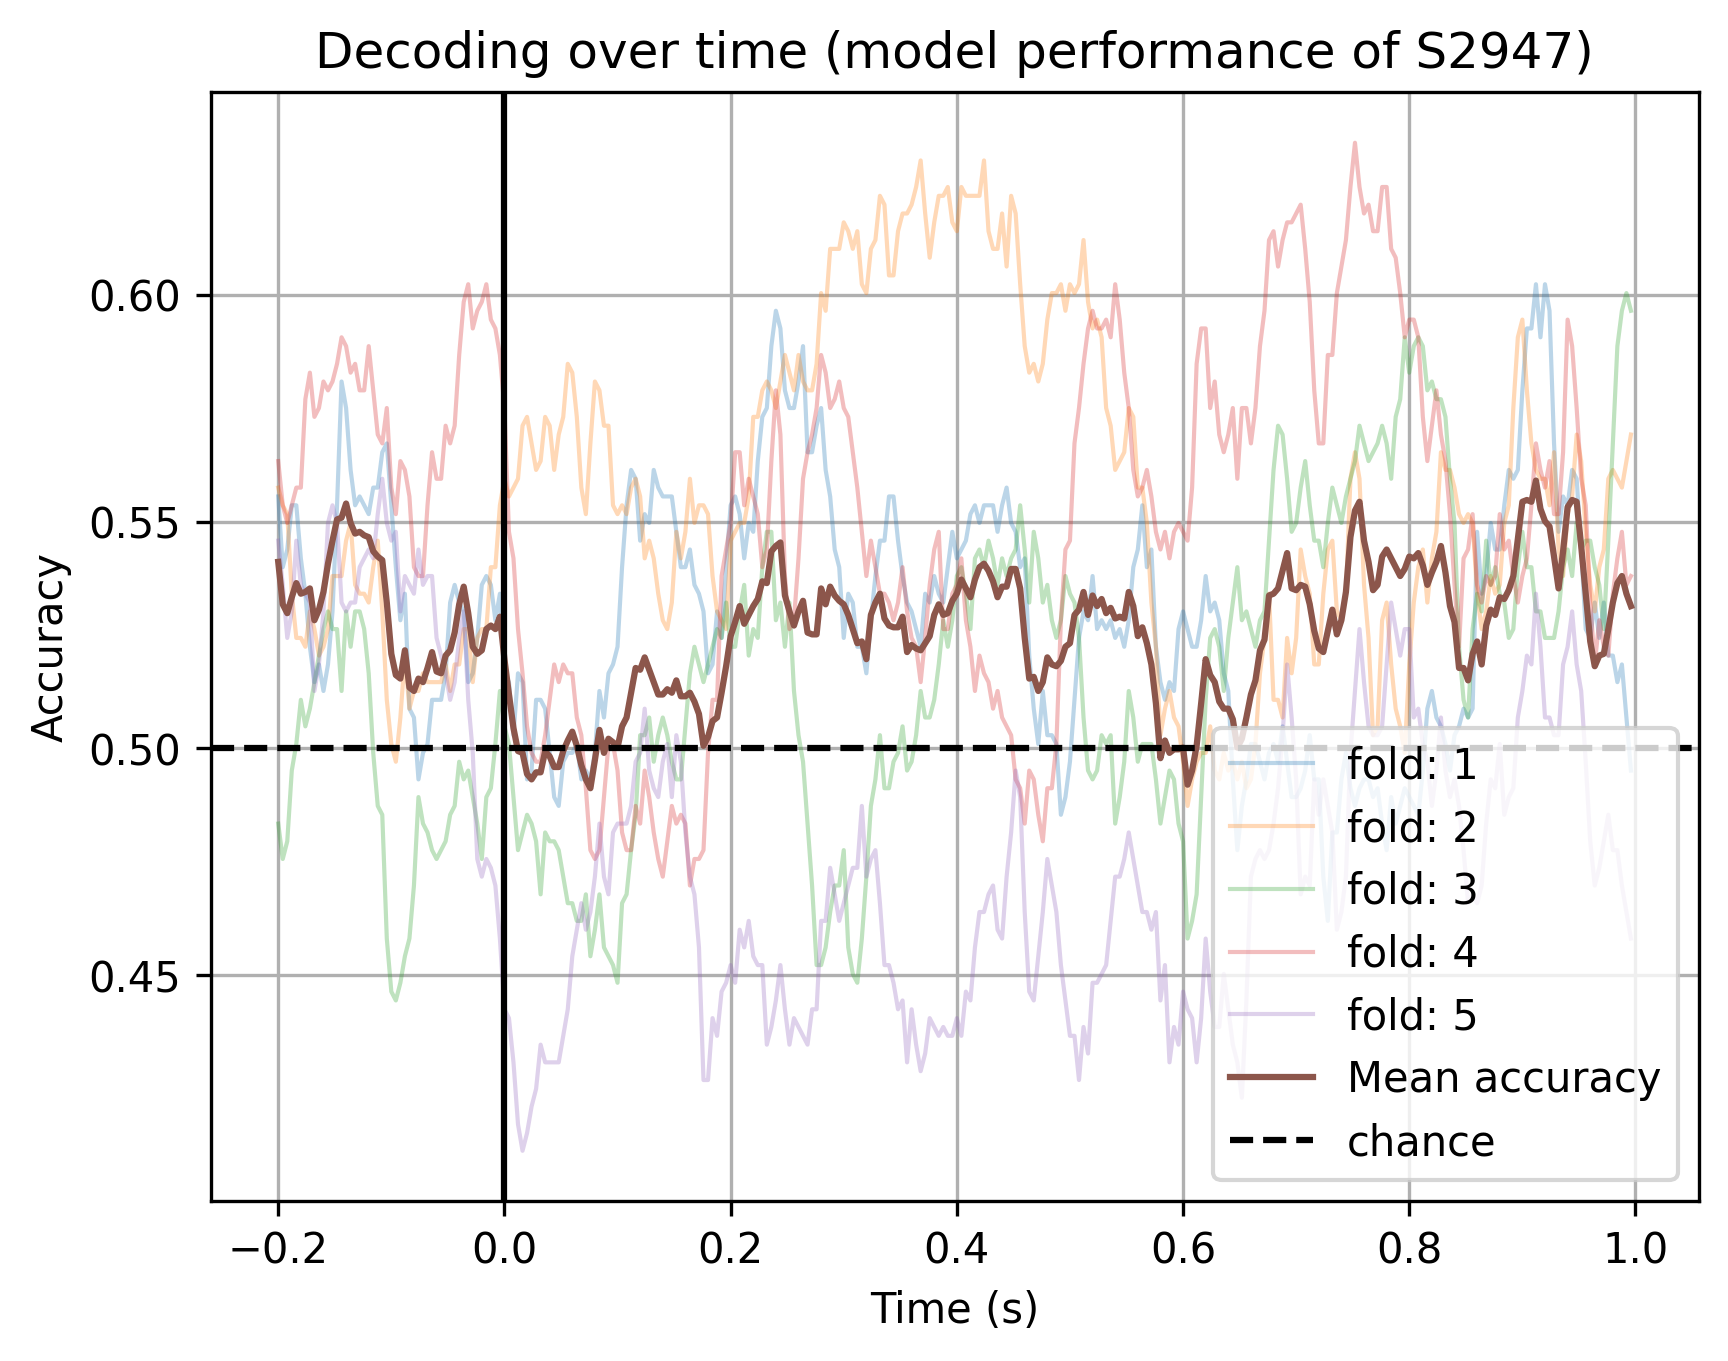 Decoding over time (model performance of S2947)
Accuracy
0.60
0.55
0.50
0.45
−0.2
0.0
0.2
0.4
0.6
0.8
1.0
Time (s)
fold: 1
fold: 2
fold: 3
fold: 4
fold: 5
Mean accuracy
chance